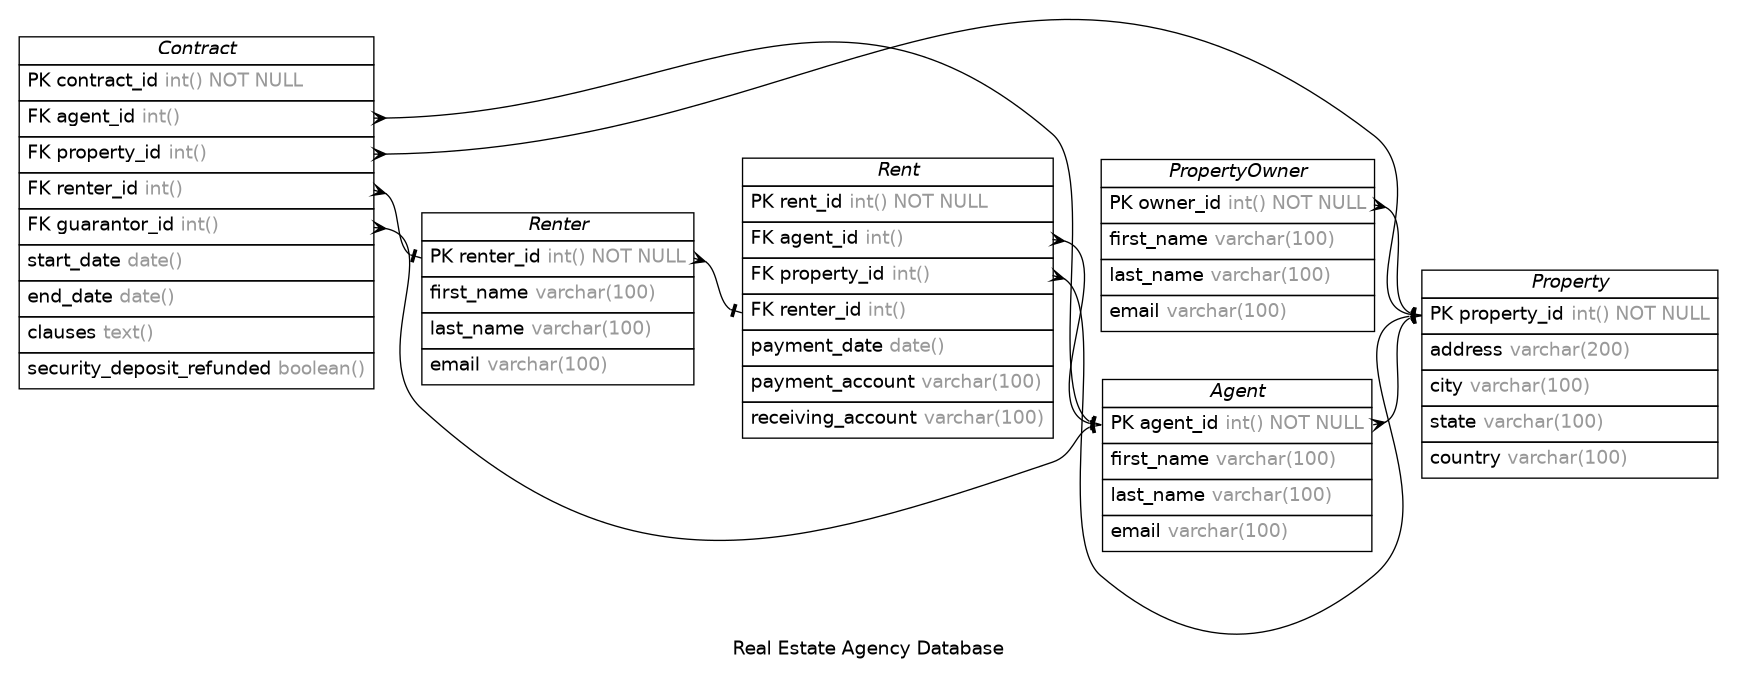 Contract
PK contract_id int() NOT NULL
FK agent_id int()
FK property_id int()
FK renter_id int()
FK guarantor_id int()
start_date date()
end_date date()
clauses text()
security_deposit_refunded boolean()
Renter
PK renter_id int() NOT NULL
first_name varchar(100)
last_name varchar(100)
email varchar(100)
Rent
PK rent_id int() NOT NULL
FK agent_id int()
FK property_id int()
FK renter_id int()
payment_date date()
payment_account varchar(100)
receiving_account varchar(100)
PropertyOwner
PK owner_id int() NOT NULL
first_name varchar(100)
last_name varchar(100)
email varchar(100)
Agent
PK agent_id int() NOT NULL
first_name varchar(100)
last_name varchar(100)
email varchar(100)
Property
PK property_id int() NOT NULL
address varchar(200)
city varchar(100)
state varchar(100)
country varchar(100)
Real Estate Agency Database